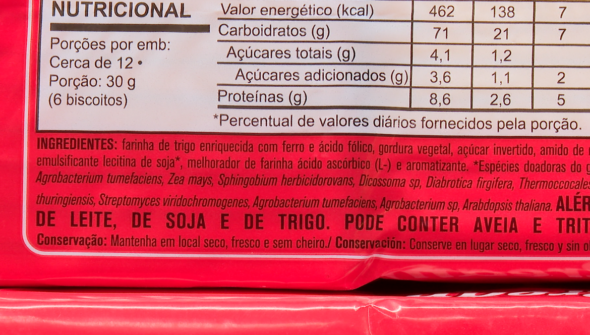 NUTRICIONAL
Porções por emb:
Cerca de 12 •
Porção: 30 g
(6 biscoitos)
Valor energético (kcal) 462 138 7
Carboidratos (g) 71 21 7
Açúcares totais (g) 4,1 1,2
Açúcares adicionados (g) 3,6 1,1 2
Proteínas (g) 8,6 2,6 5
*Percentual de valores diários fornecidos pela porção.
INGREDIENTES: farinha de trigo enriquecida com ferro e ácido fólico, gordura vegetal, açúcar invertido, amido de
emulsificante lecitina de soja*, melhorador de farinha ácido ascórbico (L-) e aromatizante. *Espécies doadoras do
Agrobacterium tumefaciens, Zea mays, Sphingobium herbicidorovans, Dicossoma sp, Diabrotica firgifera, Thermoccocale
thuringiensis, Streptomyces viridochromogenes, Agrobacterium tumefaciens, Agrobacterium sp, Arabdopsis thaliana. ALÉR
DE LEITE, DE SOJA E DE TRIGO. PODE CONTER AVEIA E TRIT
Conservação: Mantenha em local seco, fresco e sem cheiro./ Conservación: Conserve en lugar seco, fresco y sin